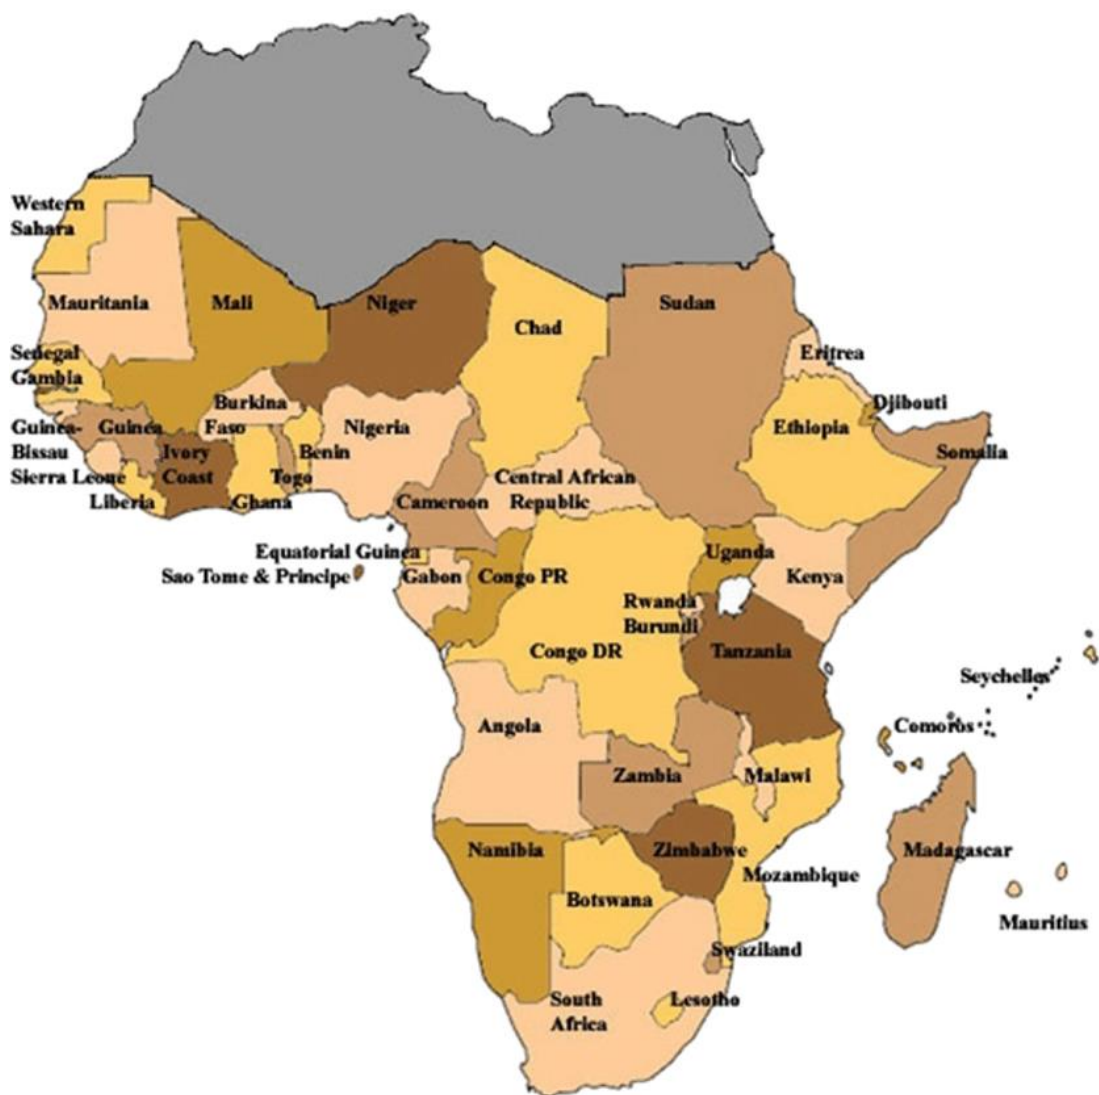 Western
Sahara
Mauritania
Mali
Niger
Chad
Sudan
Eritrea
Senegal
Gambia
Djibouti
Burkina
Faso
Guinea-
Bissau
Guinea
Ivory
Coast
Nigeria
Ethiopia
Somalia
Benin
Togo
Sierra Leone
Liberia
Ghana
Cameroon
Central African
Republic
Equatorial Guinea
Sao Tome & Principe
Gabon
Congo PR
Uganda
Kenya
Rwanda
Burundi
Congo DR
Tanzania
Seychelles
Comoros
Angola
Zambia
Malawi
Namibia
Zimbabwe
Madagascar
Mozambique
Botswana
Mauritius
Swaziland
South
Africa
Lesotho